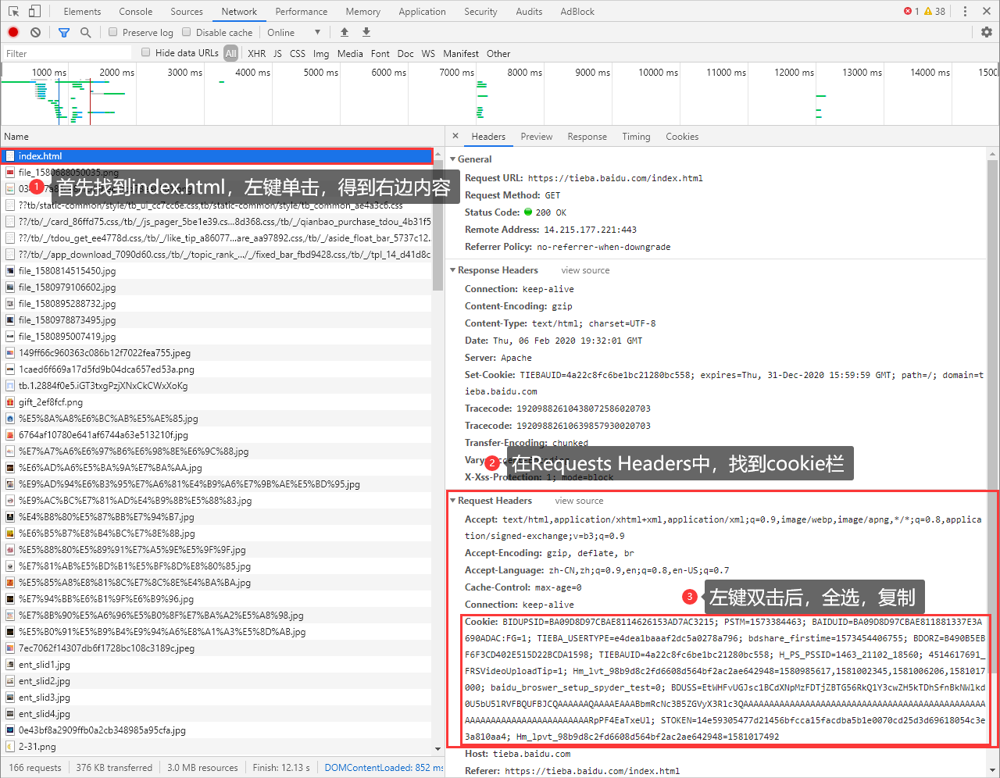 Elements Console Sources Network Performance Memory Application Security Audits AdBlock 1 38
Preserve log Disable cache Online
Filter Hide data URLs All XHR JS CSS Img Media Font Doc WS Manifest Other
1000 ms 2000 ms 3000 ms 4000 ms 5000 ms 6000 ms 7000 ms 8000 ms 9000 ms 10000 ms 11000 ms 12000 ms 13000 ms 14000 ms
Name
index.html
file_1580688050035.png
1 首先找到index.html，左键单击，得到右边内容
??tb/static-common/style/tb_ui_cc7cc6e.css,tb/static-common/style/tb_common_ae4a3c6.css
??/tb/_/card_86ffd75.css,/tb/_/js_pager_5be1e39.cs...8d368.css,/tb/_/qianbao_purchase_tdou_4b31f5
??/tb/_/tdou_get_ee4778d.css,/tb/_/like_tip_a86077...are_aa97892.css,/tb/_/aside_float_bar_5737c12..
??/tb/_/app_download_7090d60.css,/tb/_/topic_rank_.../_/fixed_bar_fbd9428.css,/tb/_/tpl_14_d41d8c
file_1580814515450.jpg
file_1580979106602.jpg
file_1580895288732.jpg
file_1580978873495.jpg
file_1580895007419.jpg
149ff66c960363c086b12f7022fea755.jpeg
1caed6f669a17d5fd9b04dca657ed53a.png
tb.1.2884f0e5.iGT3txgPzjXNxCkCWxXoKg
gift_2ef8fcf.png
%E5%8A%A8%E6%BC%AB%E5%AE%85.jpg
6764af10780e641af6744a63e513210f.jpg
%E7%A7%A6%E6%97%B6%E6%98%8E%E6%9C%88.jpg
%E6%AD%A6%E5%BA%9A%E7%BA%AA.jpg
%E9%AD%94%E6%B3%95%E7%A6%81%E4%B9%A6%E7%9B%AE%E5%BD%95.jpg
%E9%AC%BC%E7%81%AD%E4%B9%8B%E5%88%83.jpg
%E4%B8%80%E5%87%BB%E7%94%B7.jpg
%E6%B5%B7%E8%B4%BC%E7%8E%8B.jpg
%E5%88%80%E5%89%91%E7%A5%9E%E5%9F%9F.jpg
%E7%81%AB%E5%BD%B1%E5%BF%8D%E8%80%85.jpg
%E5%85%A8%E8%81%8C%E7%8C%8E%E4%BA%BA.jpg
%E7%94%BB%E6%B1%9F%E6%B9%96.jpg
%E7%8B%90%E5%A6%96%E5%B0%8F%E7%BA%A2%E5%A8%98.jpg
%E5%B0%91%E5%B9%B4%E9%94%A6%E8%A1%A3%E5%8D%AB.jpg
7ec7062f14307db6f1728bc108c3189c.jpeg
ent_slid1.jpg
ent_slid2.jpg
ent_slid3.jpg
ent_slid4.jpg
0e43bf8a2909ffb0a2cb348985a95cfa.jpg
2-31.png
166 requests 376 KB transferred 3.0 MB resources Finish: 12.13 s DOMContentLoaded: 852 ms
Headers Preview Response Timing Cookies
General
Request URL: https://tieba.baidu.com/index.html
Request Method: GET
Status Code: 200 OK
Remote Address: 14.215.177.221:443
Referrer Policy: no-referrer-when-downgrade
Response Headers view source
Connection: keep-alive
Content-Encoding: gzip
Content-Type: text/html; charset=UTF-8
Date: Thu, 06 Feb 2020 19:32:01 GMT
Server: Apache
Set-Cookie: TIEBAUID=4a22c8fc6be1bc21280bc558; expires=Thu, 31-Dec-2020 15:59:59 GMT; path=/; domain=t
ieba.baidu.com
Tracecode: 19209882610438072586020703
Tracecode: 19209882610639857930020703
Transfer-Encoding: chunked
2 在Requests Headers中，找到cookie栏
X-Xss-Protection: 1; mode=block
Request Headers view source
Accept: text/html,application/xhtml+xml,application/xml;q=0.9,image/webp,image/apng,*/*;q=0.8,applic
ation/signed-exchange;v=b3;q=0.9
Accept-Encoding: gzip, deflate, br
Accept-Language: zh-CN,zh;q=0.9,en;q=0.8,en-US;q=0.7
Cache-Control: max-age=0
3 左键双击后，全选，复制
Connection: keep-alive
Cookie: BIDUPSID=BA09D8D97CBAE8114626153AD7AC3215; PSTM=1573384463; BAIDUID=BA09D8D97CBAE811881337E3A
690ADAC:FG=1; TIEBA_USERTYPE=e4dea1baaaf2dc5a0278a796; bdshare_firstime=1573454406755; BDORZ=B490B5EB
F6F3CD402E515D22BCDA1598; TIEBAUID=4a22c8fc6be1bc21280bc558; H_PS_PSSID=1463_21102_18560; 4514617691_
FRSVideoUploadTip=1; Hm_lvt_98b9d8c2fd6608d564bf2ac2ae642948=1580985617,1581002345,1581006206,1581017
000; baidu_broswer_setup_spyder_test=0; BDUSS=EtWHFvUGJsc1BCdXNpMzFDTjZBTG56RkQ1Y3cwZH5kTDhSfnBkNWlkd
3a810aa4; Hm_lpvt_98b9d8c2fd6608d564bf2ac2ae642948=1581017492
Host: tieba.baidu.com
Referer: https://tieba.baidu.com/index.html